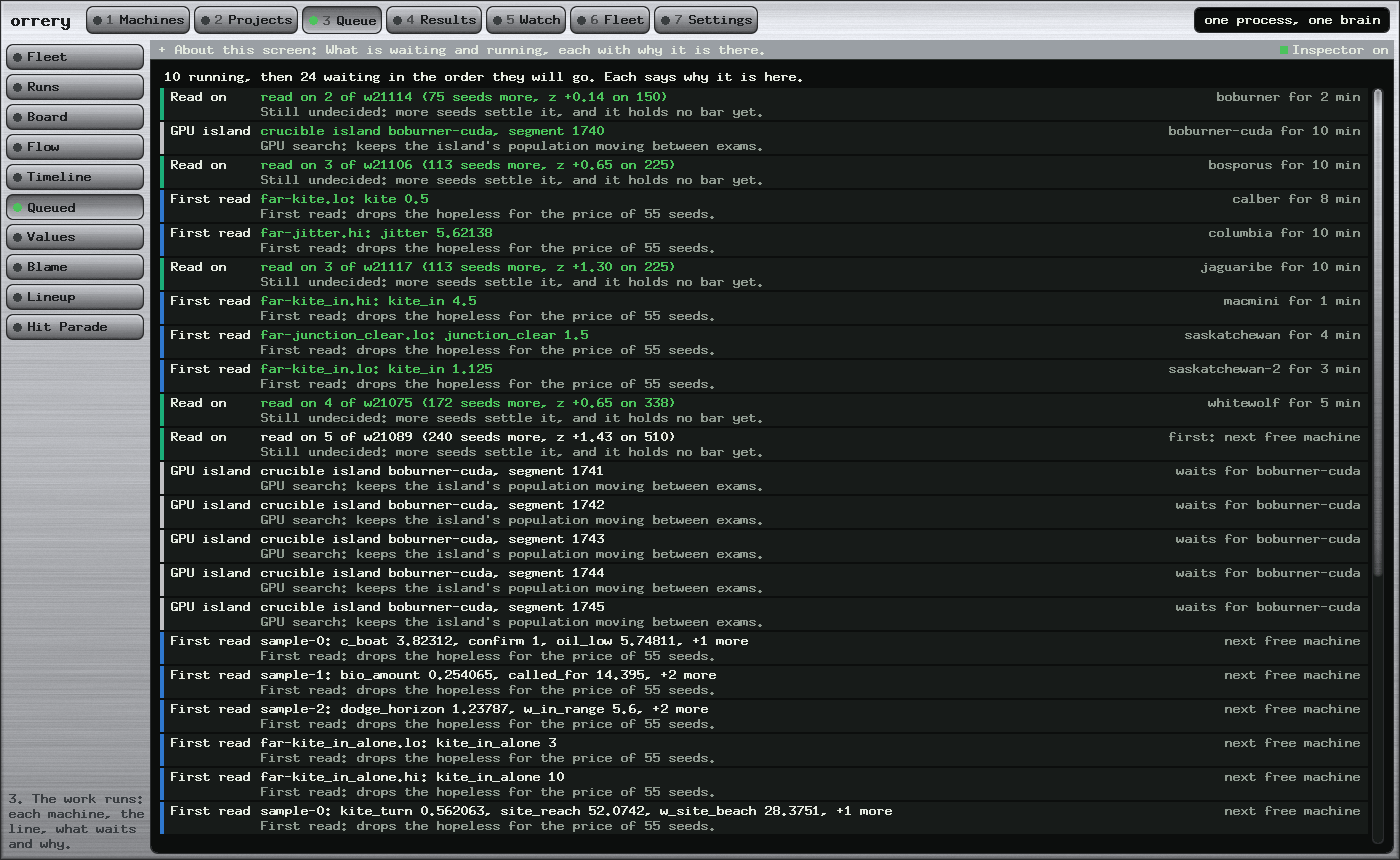 orrery
1 Machines
2 Projects
3 Queue
4 Results
5 Watch
6 Fleet
7 Settings
one process, one brain
Fleet
Runs
Board
Flow
Timeline
Queued
Values
Blame
Lineup
Hit Parade
3. The work runs:
each machine, the
line, what waits
and why.
+ About this screen: What is waiting and running, each with why it is there.
Inspector on
10 running, then 24 waiting in the order they will go. Each says why it is here.
Read on read on 2 of w21114 (75 seeds more, z +0.14 on 150) boburner for 2 min
Still undecided: more seeds settle it, and it holds no bar yet.
GPU island crucible island boburner-cuda, segment 1740 boburner-cuda for 10 min
GPU search: keeps the island's population moving between exams.
Read on read on 3 of w21106 (113 seeds more, z +0.65 on 225) bosporus for 10 min
Still undecided: more seeds settle it, and it holds no bar yet.
First read far-kite.lo: kite 0.5 calber for 8 min
First read: drops the hopeless for the price of 55 seeds.
First read far-jitter.hi: jitter 5.62138 columbia for 10 min
First read: drops the hopeless for the price of 55 seeds.
Read on read on 3 of w21117 (113 seeds more, z +1.30 on 225) jaguaribe for 10 min
Still undecided: more seeds settle it, and it holds no bar yet.
First read far-kite_in.hi: kite_in 4.5 macmini for 1 min
First read: drops the hopeless for the price of 55 seeds.
First read far-junction_clear.lo: junction_clear 1.5 saskatchewan for 4 min
First read: drops the hopeless for the price of 55 seeds.
First read far-kite_in.lo: kite_in 1.125 saskatchewan-2 for 3 min
First read: drops the hopeless for the price of 55 seeds.
Read on read on 4 of w21075 (172 seeds more, z +0.65 on 338) whitewolf for 5 min
Still undecided: more seeds settle it, and it holds no bar yet.
Read on read on 5 of w21089 (240 seeds more, z +1.43 on 510) first: next free machine
Still undecided: more seeds settle it, and it holds no bar yet.
GPU island crucible island boburner-cuda, segment 1741 waits for boburner-cuda
GPU search: keeps the island's population moving between exams.
GPU island crucible island boburner-cuda, segment 1742 waits for boburner-cuda
GPU search: keeps the island's population moving between exams.
GPU island crucible island boburner-cuda, segment 1743 waits for boburner-cuda
GPU search: keeps the island's population moving between exams.
GPU island crucible island boburner-cuda, segment 1744 waits for boburner-cuda
GPU search: keeps the island's population moving between exams.
GPU island crucible island boburner-cuda, segment 1745 waits for boburner-cuda
GPU search: keeps the island's population moving between exams.
First read sample-0: c_boat 3.82312, confirm 1, oil_low 5.74811, +1 more next free machine
First read: drops the hopeless for the price of 55 seeds.
First read sample-1: bio_amount 0.254065, called_for 14.395, +2 more next free machine
First read: drops the hopeless for the price of 55 seeds.
First read sample-2: dodge_horizon 1.23787, w_in_range 5.6, +2 more next free machine
First read: drops the hopeless for the price of 55 seeds.
First read far-kite_in_alone.lo: kite_in_alone 3 next free machine
First read: drops the hopeless for the price of 55 seeds.
First read far-kite_in_alone.hi: kite_in_alone 10 next free machine
First read: drops the hopeless for the price of 55 seeds.
First read sample-0: kite_turn 0.562063, site_reach 52.0742, w_site_beach 28.3751, +1 more next free machine
First read: drops the hopeless for the price of 55 seeds.